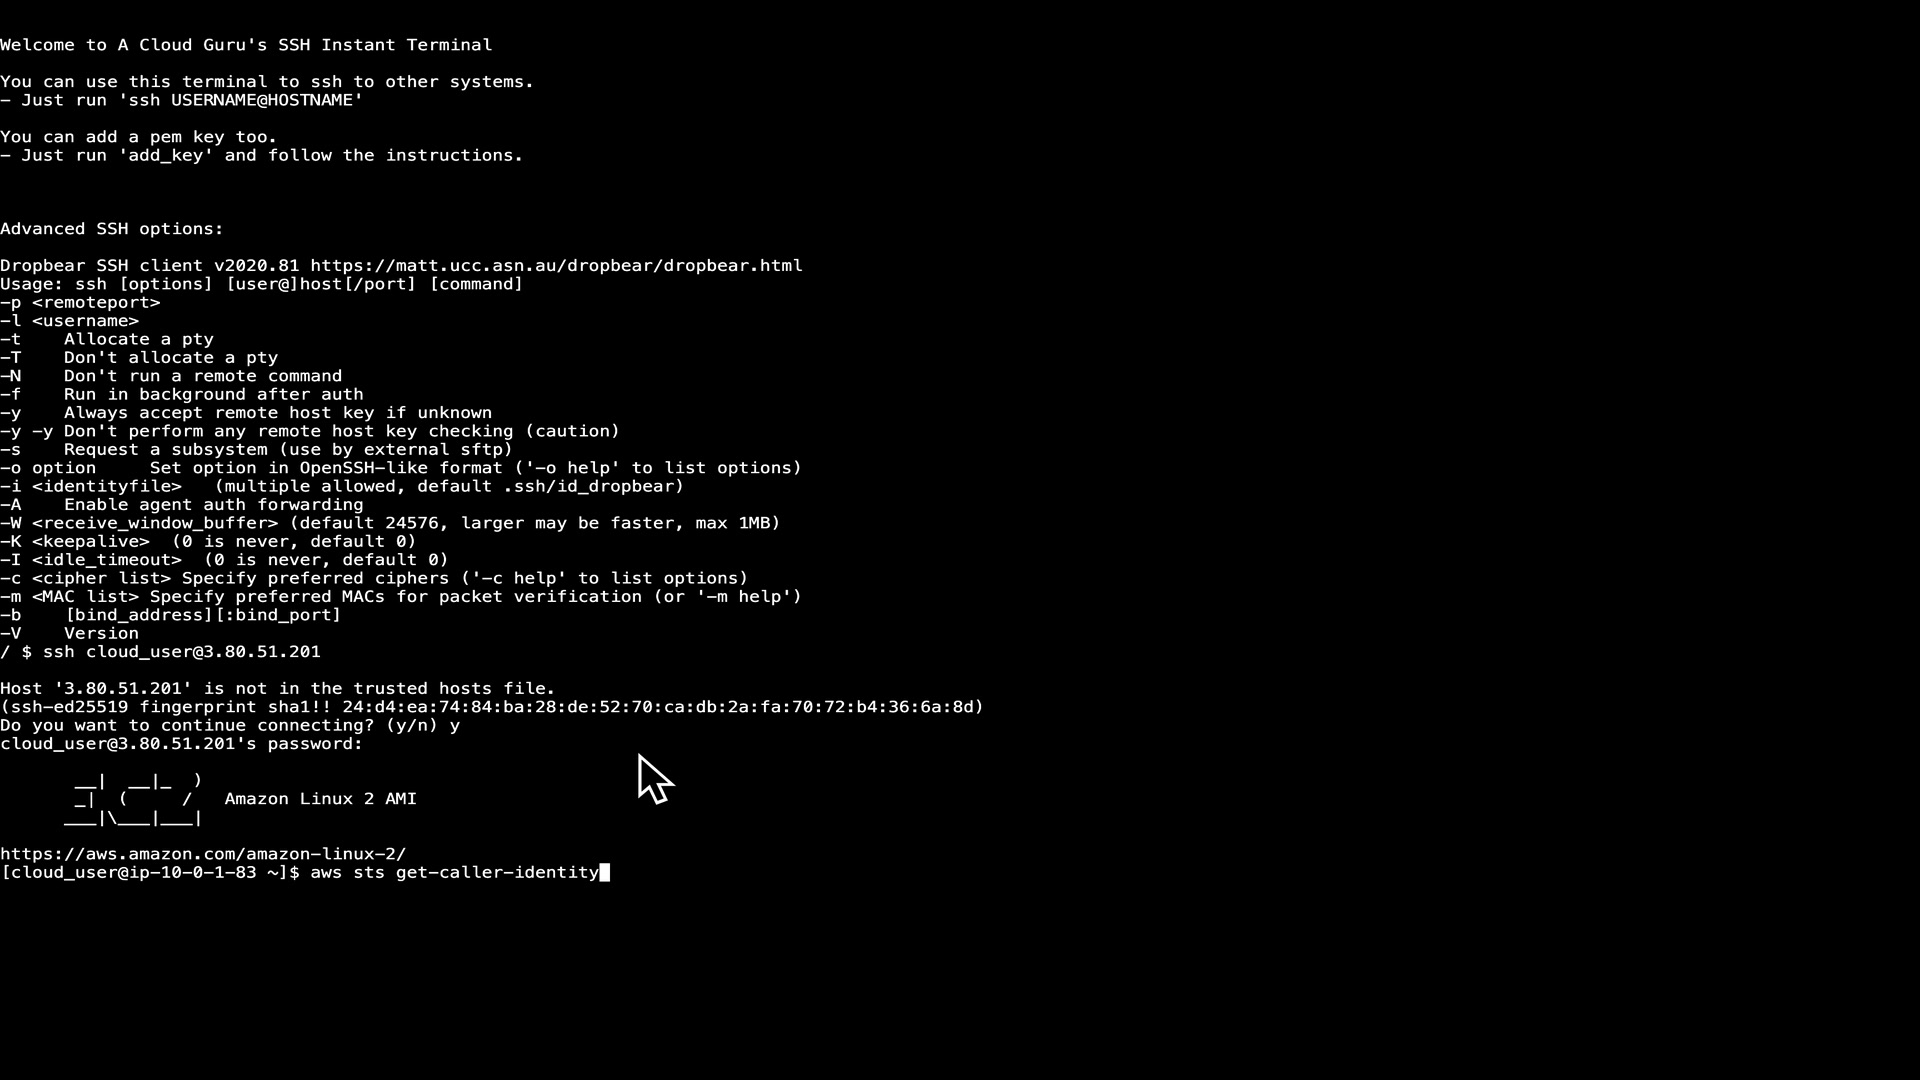 Welcome to A Cloud Guru's SSH Instant Terminal
You can use this terminal to ssh to other systems.
- Just run 'ssh USERNAME@HOSTNAME'
You can add a pem key too.
- Just run 'add_key' and follow the instructions.
Advanced SSH options:
Dropbear SSH client v2020.81 https://matt.ucc.asn.au/dropbear/dropbear.html
Usage: ssh [options] [user@]host[/port] [command]
-p <remoteport>
-l <username>
-t    Allocate a pty
-T    Don't allocate a pty
-N    Don't run a remote command
-f    Run in background after auth
-y    Always accept remote host key if unknown
-y -y Don't perform any remote host key checking (caution)
-s    Request a subsystem (use by external sftp)
-o option     Set option in OpenSSH-like format ('-o help' to list options)
-i <identityfile>   (multiple allowed, default .ssh/id_dropbear)
-A    Enable agent auth forwarding
-W <receive_window_buffer> (default 24576, larger may be faster, max 1MB)
-K <keepalive>  (0 is never, default 0)
-I <idle_timeout>  (0 is never, default 0)
-c <cipher list> Specify preferred ciphers ('-c help' to list options)
-m <MAC list> Specify preferred MACs for packet verification (or '-m help')
-b    [bind_address][:bind_port]
-V    Version
/ $ ssh cloud_user@3.80.51.201
Host '3.80.51.201' is not in the trusted hosts file.
(ssh-ed25519 fingerprint sha1!! 24:d4:ea:74:84:ba:28:de:52:70:ca:db:2a:fa:70:72:b4:36:6a:8d)
Do you want to continue connecting? (y/n) y
cloud_user@3.80.51.201's password:
       __|  __|_  )
       _|  (     /   Amazon Linux 2 AMI
      ___|\___|___|
https://aws.amazon.com/amazon-linux-2/
[cloud_user@ip-10-0-1-83 ~]$ aws sts get-caller-identity